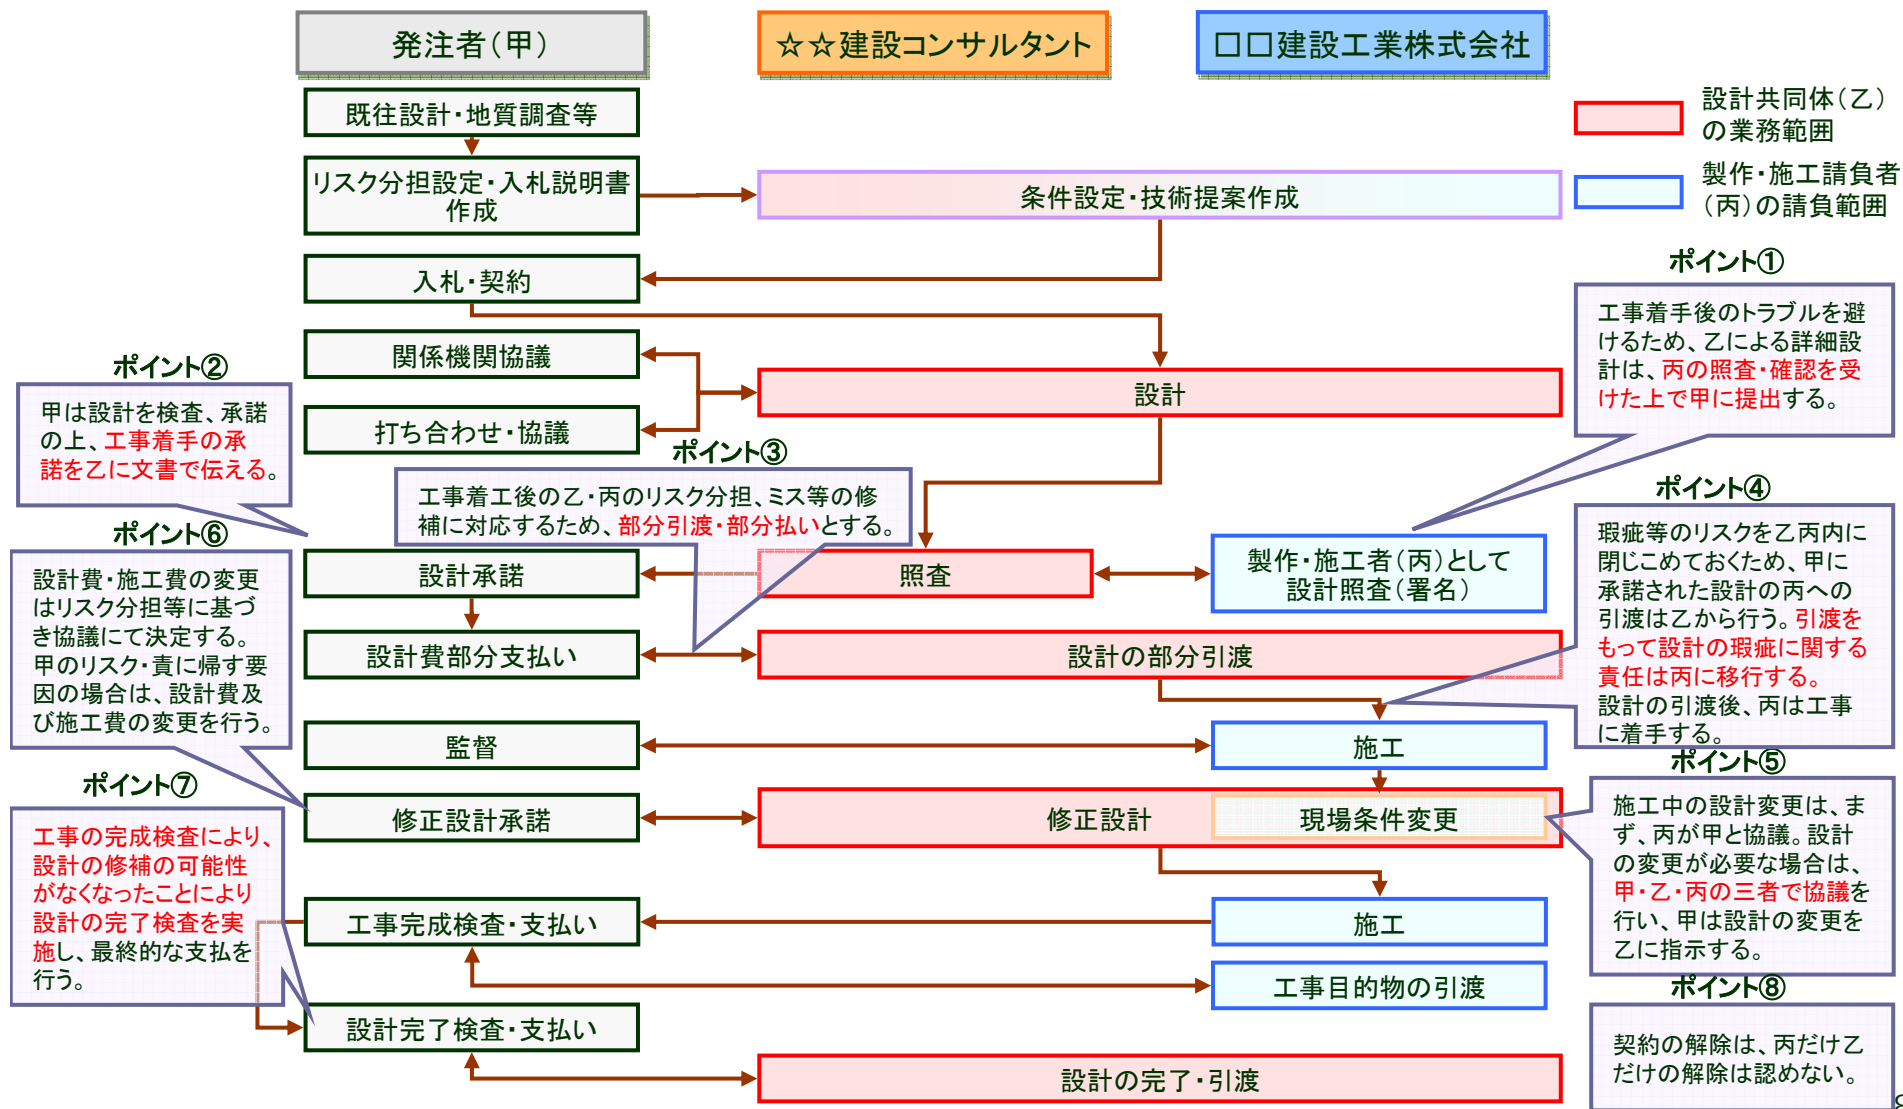 発注者（甲）
☆☆建設コンサルタント
□□建設工業株式会社
既往設計・地質調査等
リスク分担設定・入札説明書
作成
条件設定・技術提案作成
入札・契約
関係機関協議
打ち合わせ・協議
設計
設計承諾
照査
製作・施工者（丙）として
設計照査（署名）
設計費部分支払い
設計の部分引渡
監督
施工
修正設計承諾
修正設計
現場条件変更
工事完成検査・支払い
施工
工事目的物の引渡
設計完了検査・支払い
設計の完了・引渡
設計共同体（乙）
の業務範囲
製作・施工請負者
（丙）の請負範囲
ポイント①
工事着手後のトラブルを避
けるため、乙による詳細設
計は、丙の照査・確認を受
けた上で甲に提出する。
ポイント②
甲は設計を検査、承諾
の上、工事着手の承
諾を乙に文書で伝える。
ポイント③
工事着工後の乙・丙のリスク分担、ミス等の修
補に対応するため、部分引渡・部分払いとする。
ポイント④
瑕疵等のリスクを乙丙内に
閉じこめておくため、甲に
承諾された設計の丙への
引渡は乙から行う。引渡を
もって設計の瑕疵に関する
責任は丙に移行する。
設計の引渡後、丙は工事
に着手する。
ポイント⑤
施工中の設計変更は、ま
ず、丙が甲と協議。設計
の変更が必要な場合は、
甲・乙・丙の三者で協議を
行い、甲は設計の変更を
乙に指示する。
ポイント⑥
設計費・施工費の変更
はリスク分担等に基づ
き協議にて決定する。
甲のリスク・責に帰す要
因の場合は、設計費及
び施工費の変更を行う。
ポイント⑦
工事の完成検査により、
設計の修補の可能性
がなくなったことにより
設計の完了検査を実
施し、最終的な支払を
行う。
ポイント⑧
契約の解除は、丙だけ乙
だけの解除は認めない。